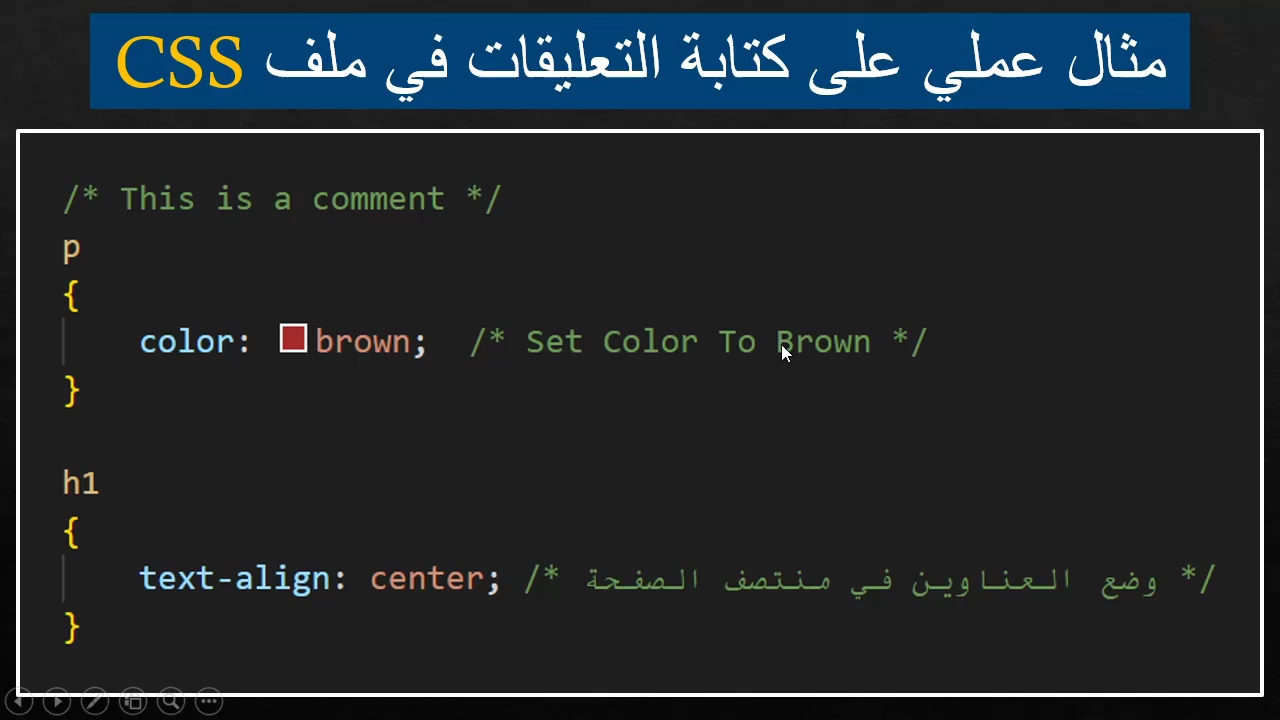 مثال عملي على كتابة التعليقات في ملف CSS
/* This is a comment */
p
{
color: brown; /* Set Color To Brown */
}
h1
{
text-align: center; /* وضع العناوين في منتصف الصفحة */
}